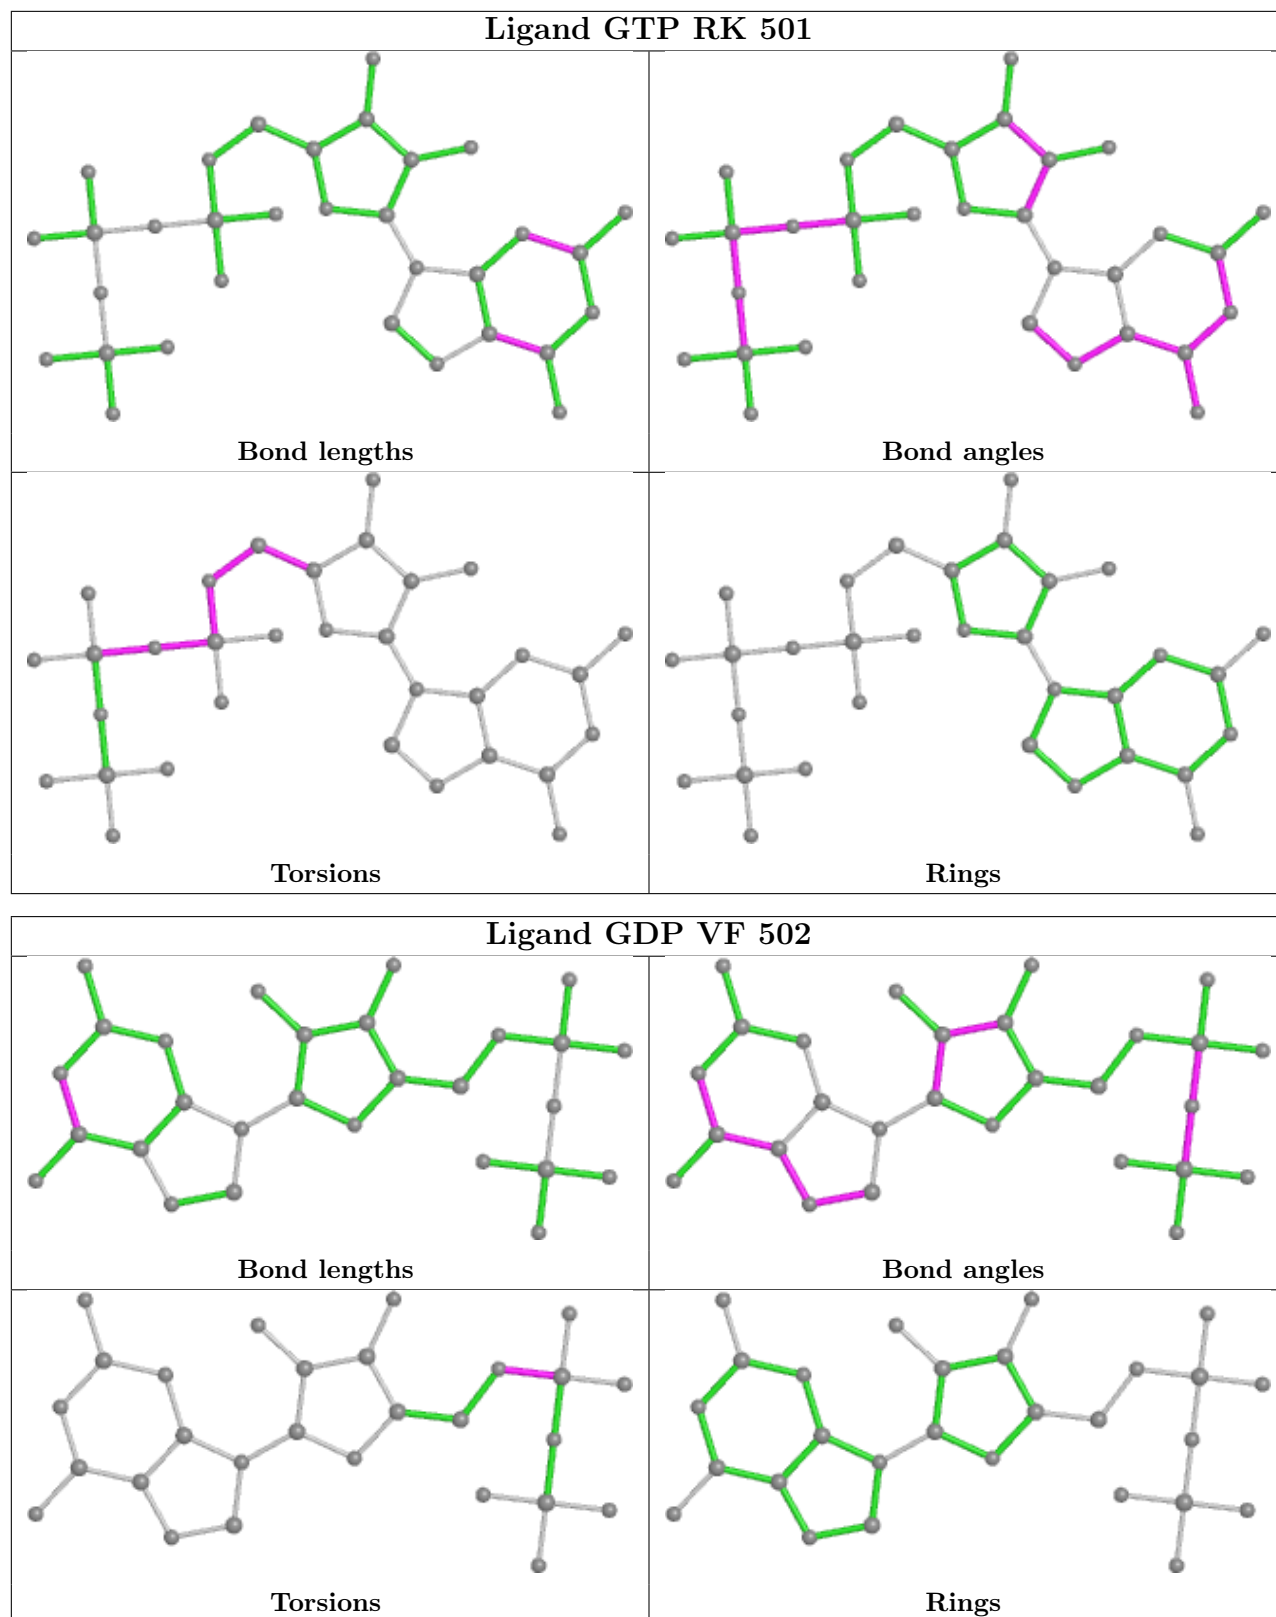 Ligand GTP RK 501
Bond lengths
Bond angles
Torsions
Rings
Ligand GDP VF 502
Bond lengths
Bond angles
Torsions
Rings